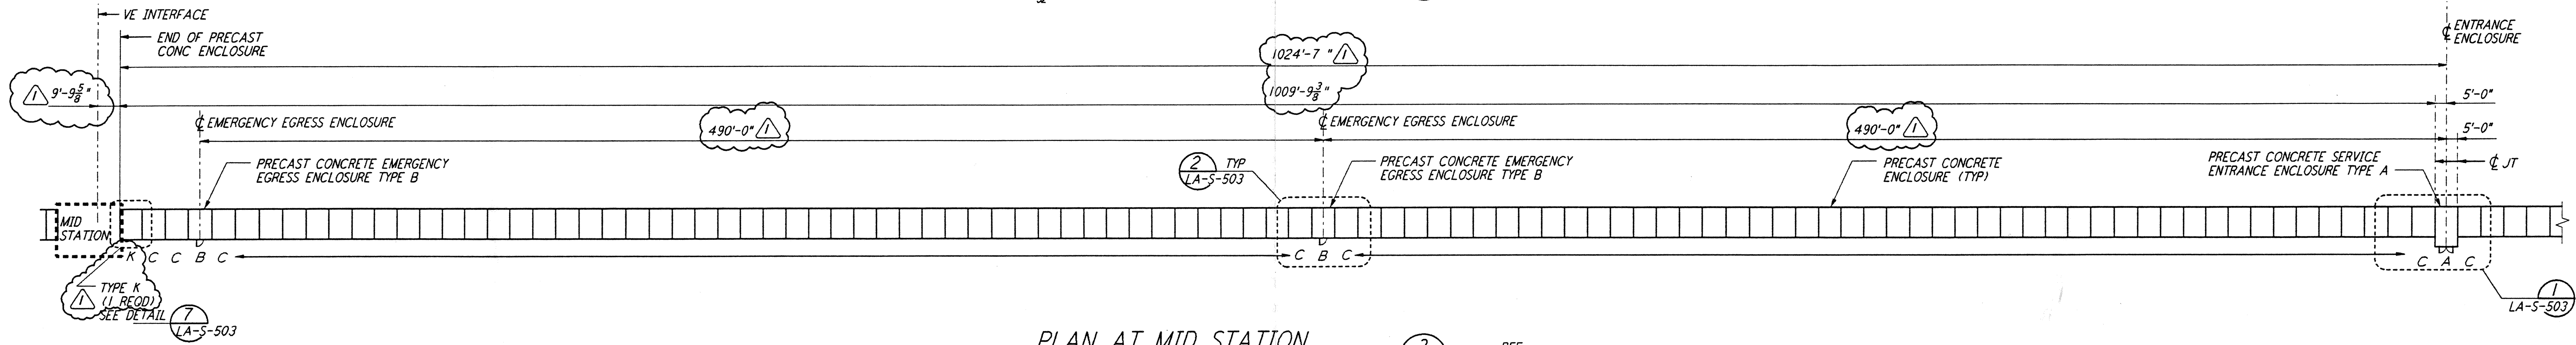 VE INTERFACE
END OF PRECAST
CONC ENCLOSURE
℄ ENTRANCE
ENCLOSURE
1024'-7 " 1
1 9'-9 5/8"
1009'-9 3/8"
5'-0"
℄ EMERGENCY EGRESS ENCLOSURE
490'-0" 1
℄ EMERGENCY EGRESS ENCLOSURE
490'-0" 1
5'-0"
PRECAST CONCRETE EMERGENCY
EGRESS ENCLOSURE TYPE B
2 TYP
LA-S-503
PRECAST CONCRETE EMERGENCY
EGRESS ENCLOSURE TYPE B
PRECAST CONCRETE
ENCLOSURE (TYP)
PRECAST CONCRETE SERVICE
ENTRANCE ENCLOSURE TYPE A
℄ JT
MID
STATION
K C C B C
C B C
C A C
TYPE K
1 (1 REQD)
SEE DETAIL 7
LA-S-503
1
LA-S-503
PLAN AT MID STATION